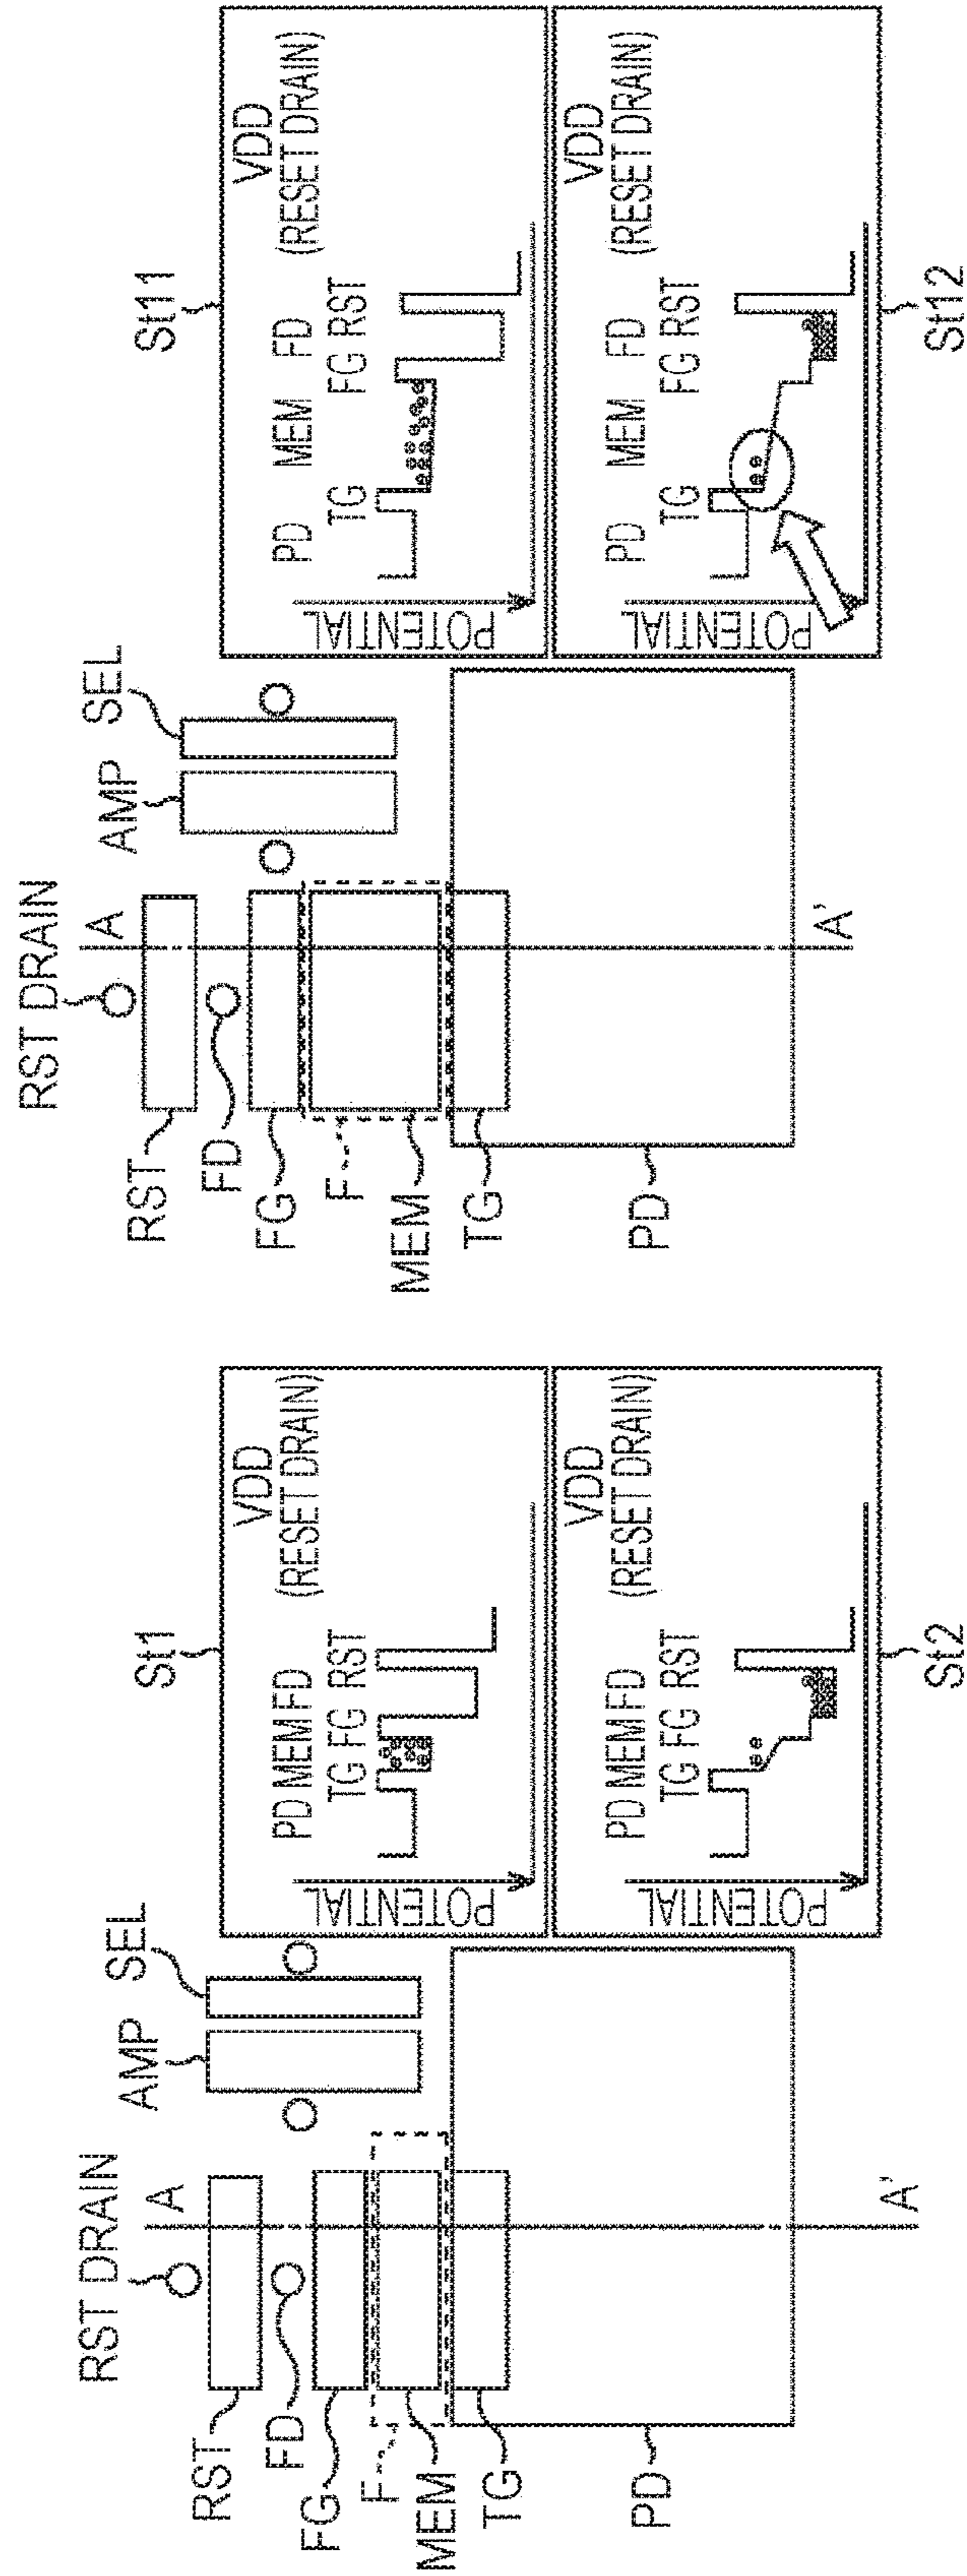 RST DRAIN
A
RST
FD
FG
F
MEM
TG
PD
AMP
SEL
A'
St1
VDD
(RESET DRAIN)
PD MEM FD
TG FG RST
POTENTIAL
VDD
(RESET DRAIN)
PD MEM FD
TG FG RST
POTENTIAL
St2
RST DRAIN
A
RST
FD
FG
F
MEM
TG
PD
AMP
SEL
A'
St11
VDD
(RESET DRAIN)
PD MEM FD
TG FG RST
POTENTIAL
VDD
(RESET DRAIN)
PD MEM FD
TG FG RST
POTENTIAL
St12